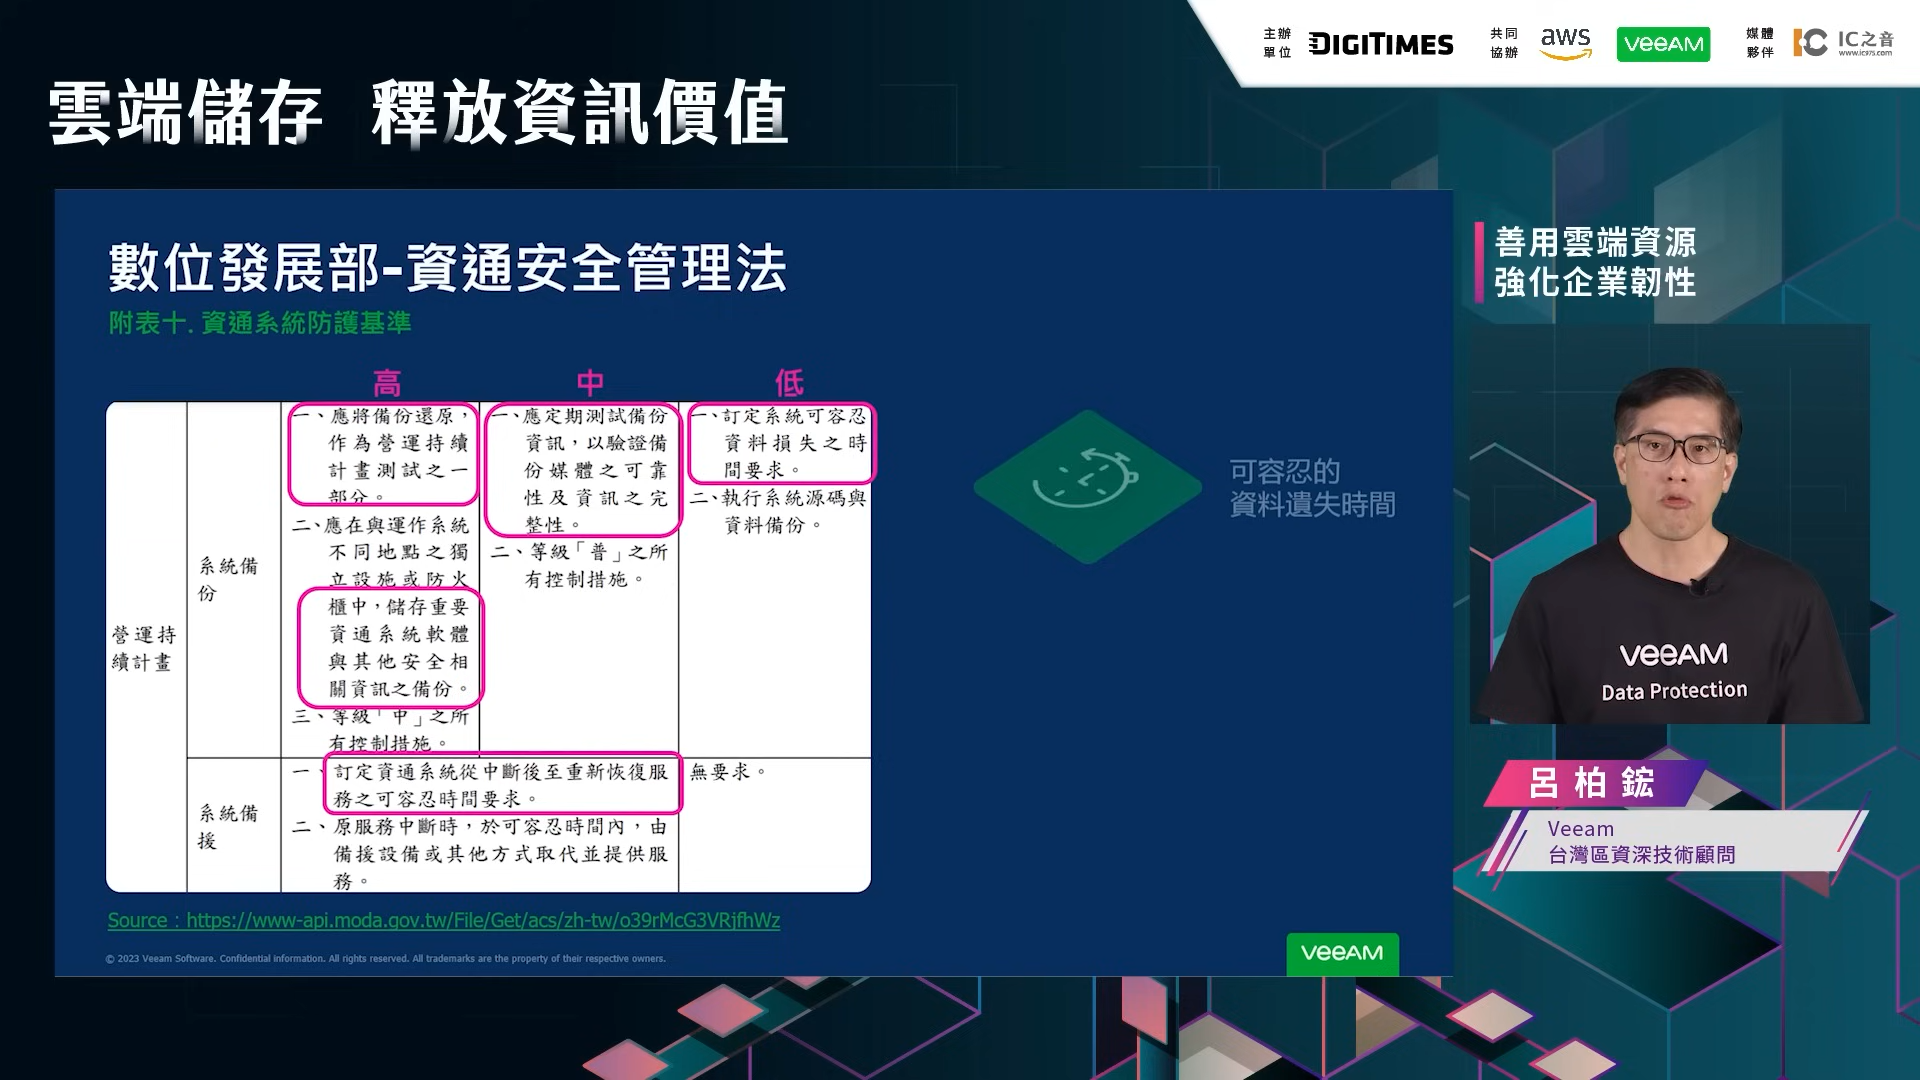 主辦
單位
DIGITIMES
共同
協辦
aws
veeAM
媒體
夥伴
IC之音
www.ic975.com
雲端儲存 釋放資訊價值
數位發展部-資通安全管理法
附表十. 資通系統防護基準
高
中
低
營運持
續計畫
系統備
份
一、應將備份還原，
作為營運持續
計畫測試之一
部分。
二、應在與運作系統
不同地點之獨
立設施或防火
櫃中，儲存重要
資通系統軟體
與其他安全相
關資訊之備份。
三、等級「中」之所
有控制措施。
一、應定期測試備份
資訊，以驗證備
份媒體之可靠
性及資訊之完
整性。
二、等級「普」之所
有控制措施。
一、訂定系統可容忍
資料損失之時
間要求。
二、執行系統源碼與
資料備份。
系統備
援
一、訂定資通系統從中斷後至重新恢復服
務之可容忍時間要求。
二、原服務中斷時，於可容忍時間內，由
備援設備或其他方式取代並提供服
務。
無要求。
可容忍的
資料遺失時間
Source : https://www-api.moda.gov.tw/File/Get/acs/zh-tw/o39rMcG3VRjfhWz
© 2023 Veeam Software. Confidential information. All rights reserved. All trademarks are the property of their respective owners.
veeAM
善用雲端資源
強化企業韌性
veeAM
Data Protection
呂柏鋐
Veeam
台灣區資深技術顧問